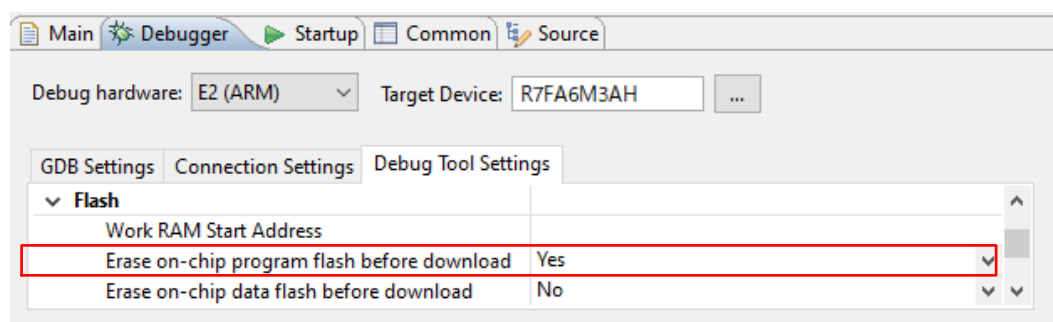 Main Debugger Startup Common Source
Debug hardware: E2 (ARM) Target Device: R7FA6M3AH ...
GDB Settings Connection Settings Debug Tool Settings
Flash
Work RAM Start Address
Erase on-chip program flash before download Yes
Erase on-chip data flash before download No